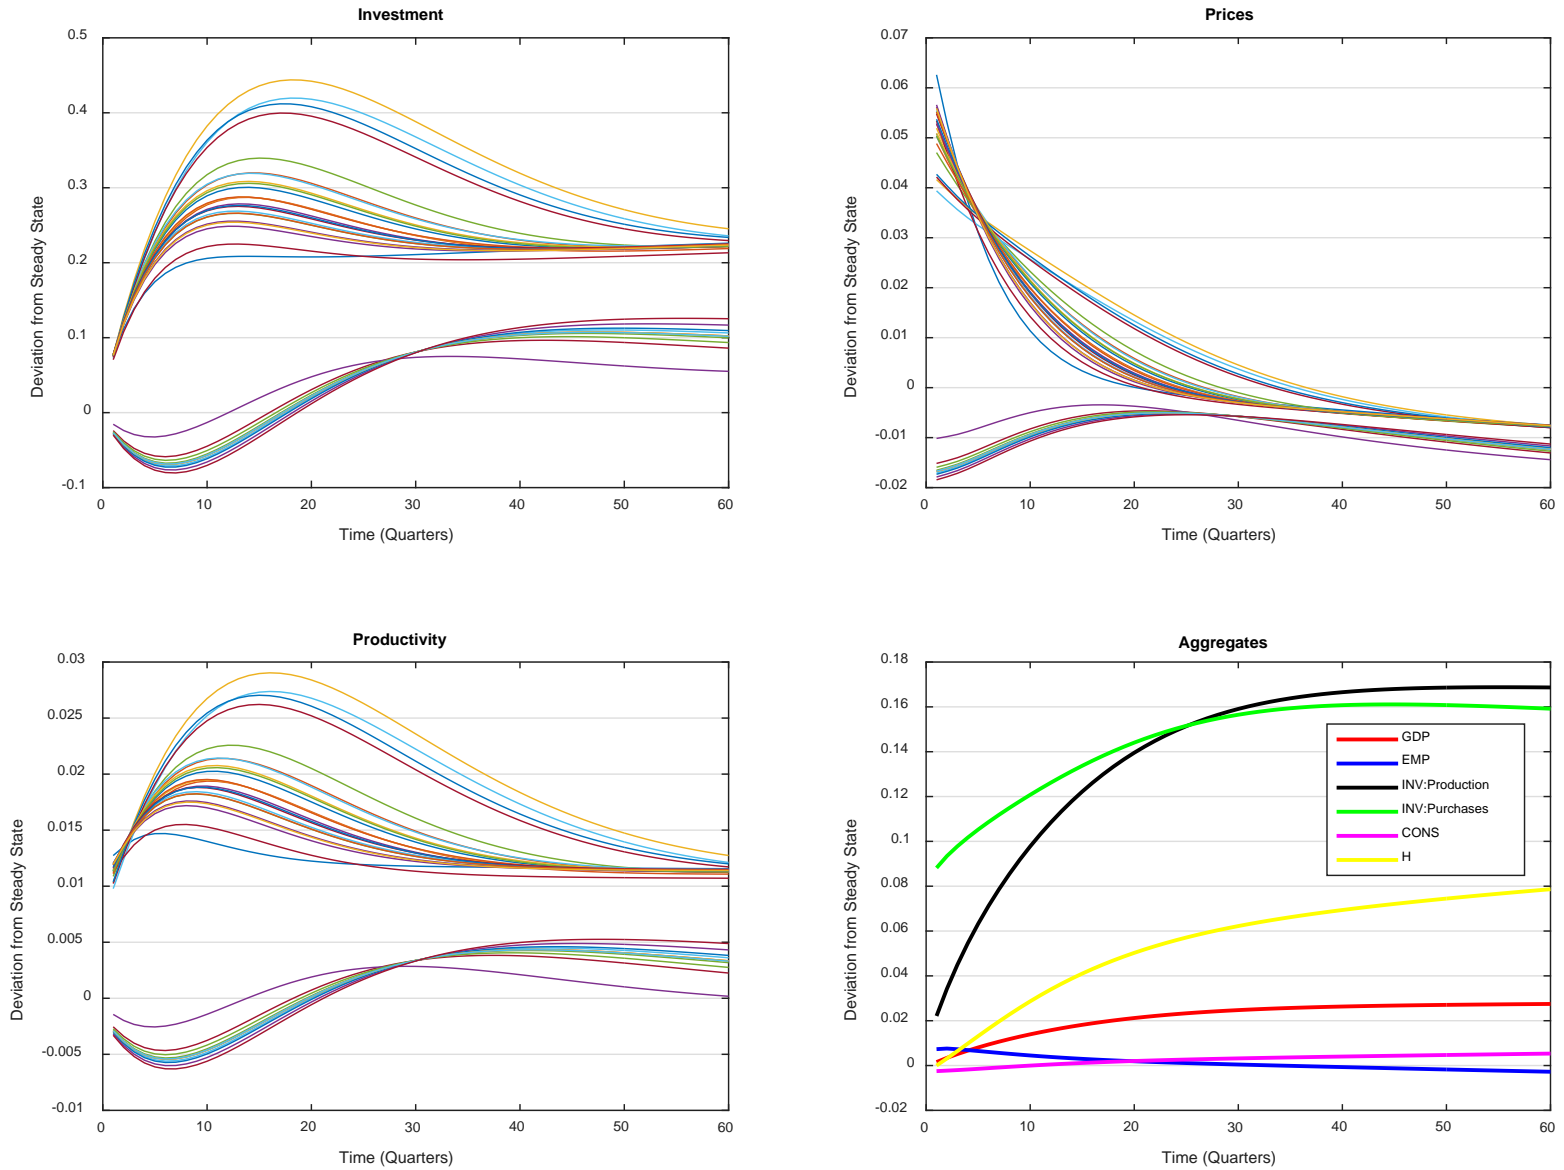 Investment
0.5
0.4
0.3
0.2
0.1
0
-0.1
0 10 20 30 40 50 60
Deviation from Steady State
Time (Quarters)
Prices
0.07
0.06
0.05
0.04
0.03
0.02
0.01
0
-0.01
-0.02
0 10 20 30 40 50 60
Deviation from Steady State
Time (Quarters)
Productivity
0.03
0.025
0.02
0.015
0.01
0.005
0
-0.005
-0.01
0 10 20 30 40 50 60
Deviation from Steady State
Time (Quarters)
Aggregates
0.18
0.16
0.14
0.12
0.1
0.08
0.06
0.04
0.02
0
-0.02
0 10 20 30 40 50 60
Deviation from Steady State
Time (Quarters)
GDP
EMP
INV:Production
INV:Purchases
CONS
H